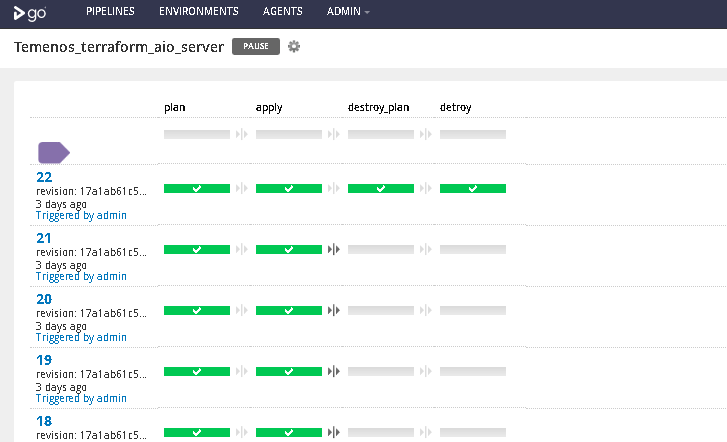 go PIPELINES ENVIRONMENTS AGENTS ADMIN
Temenos_terraform_aio_server PAUSE
plan apply destroy_plan detroy
22
revision: 17a1ab61c5...
3 days ago
Triggered by admin
21
revision: 17a1ab61c5...
3 days ago
Triggered by admin
20
revision: 17a1ab61c5...
3 days ago
Triggered by admin
19
revision: 17a1ab61c5...
3 days ago
Triggered by admin
18
revision: 17a1ab61c5...